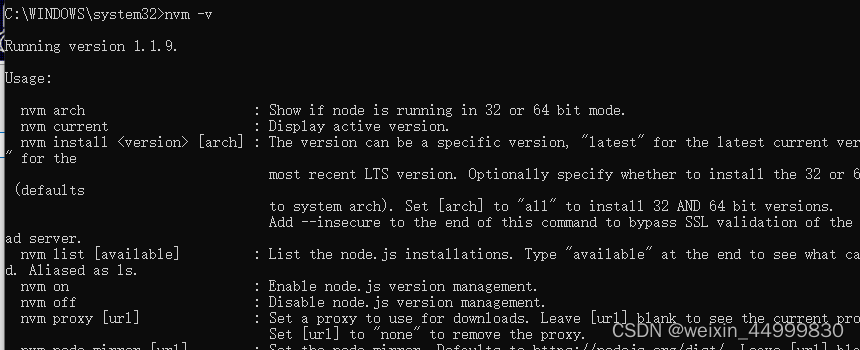 C:\WINDOWS\system32>nvm -v
Running version 1.1.9.
Usage:
nvm arch : Show if node is running in 32 or 64 bit mode.
nvm current : Display active version.
nvm install <version> [arch] : The version can be a specific version, "latest" for the latest current ver
" for the
most recent LTS version. Optionally specify whether to install the 32 or 6
(defaults
to system arch). Set [arch] to "all" to install 32 AND 64 bit versions.
Add --insecure to the end of this command to bypass SSL validation of the
ad server.
nvm list [available] : List the node.js installations. Type "available" at the end to see what ca
d. Aliased as ls.
nvm on : Enable node.js version management.
nvm off : Disable node.js version management.
nvm proxy [url] : Set a proxy to use for downloads. Leave [url] blank to see the current pro
Set [url] to "none" to remove the proxy.
CSDN @weixin_44999830
nvm node_mirror [url] : Set the node mirror. Defaults to https://nodejs.org/dist/. Leave [url] bla